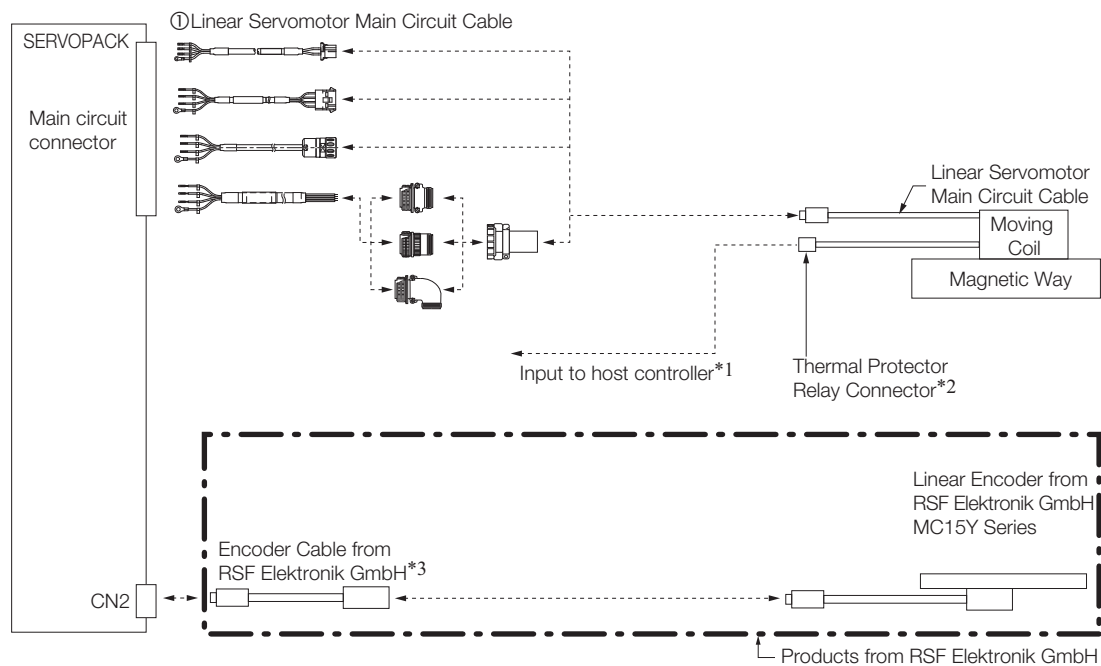 ①Linear Servomotor Main Circuit Cable
SERVOPACK
Main circuit
connector
Linear Servomotor
Main Circuit Cable
Moving
Coil
Magnetic Way
Input to host controller*1
Thermal Protector
Relay Connector*2
Linear Encoder from
RSF Elektronik GmbH
MC15Y Series
Encoder Cable from
RSF Elektronik GmbH*3
CN2
Products from RSF Elektronik GmbH